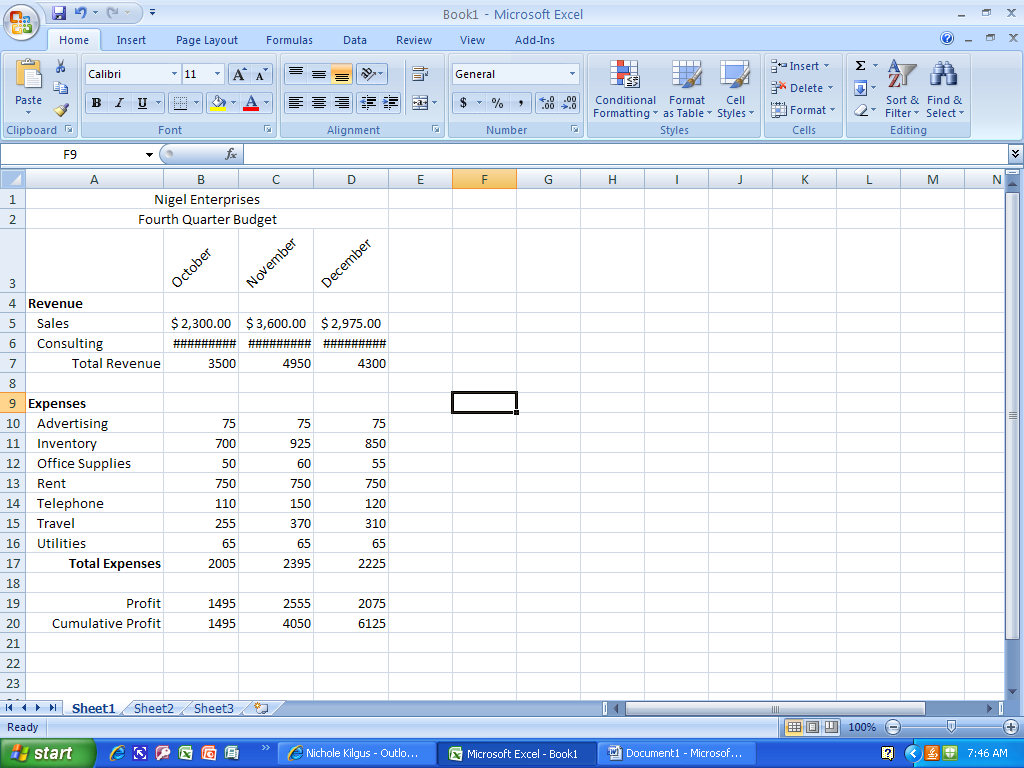 Book1 - Microsoft Excel
Home Insert Page Layout Formulas Data Review View Add-Ins
Calibri 11 General
Paste
B I U $ % ,
Conditional Formatting
Format as Table
Cell Styles
Insert
Delete
Format
Σ
Sort & Filter
Find & Select
Clipboard Font Alignment Number Styles Cells Editing
F9 fx
A B C D E F G H I J K L M N
1 Nigel Enterprises
2 Fourth Quarter Budget
3 October November December
4 Revenue
5 Sales $ 2,300.00 $ 3,600.00 $ 2,975.00
6 Consulting ######### ######### #########
7 Total Revenue 3500 4950 4300
8
9 Expenses
10 Advertising 75 75 75
11 Inventory 700 925 850
12 Office Supplies 50 60 55
13 Rent 750 750 750
14 Telephone 110 150 120
15 Travel 255 370 310
16 Utilities 65 65 65
17 Total Expenses 2005 2395 2225
18
19 Profit 1495 2555 2075
20 Cumulative Profit 1495 4050 6125
21
22
23
Sheet1 Sheet2 Sheet3
Ready 100%
start Nichole Kilgus - Outlo... Microsoft Excel - Book1 Document1 - Microsof... 7:46 AM